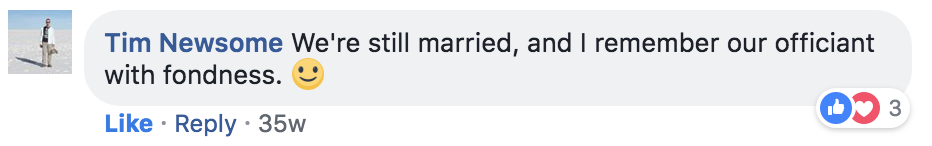 Tim Newsome We're still married, and I remember our officiant
with fondness. 🙂
Like · Reply · 35w
3